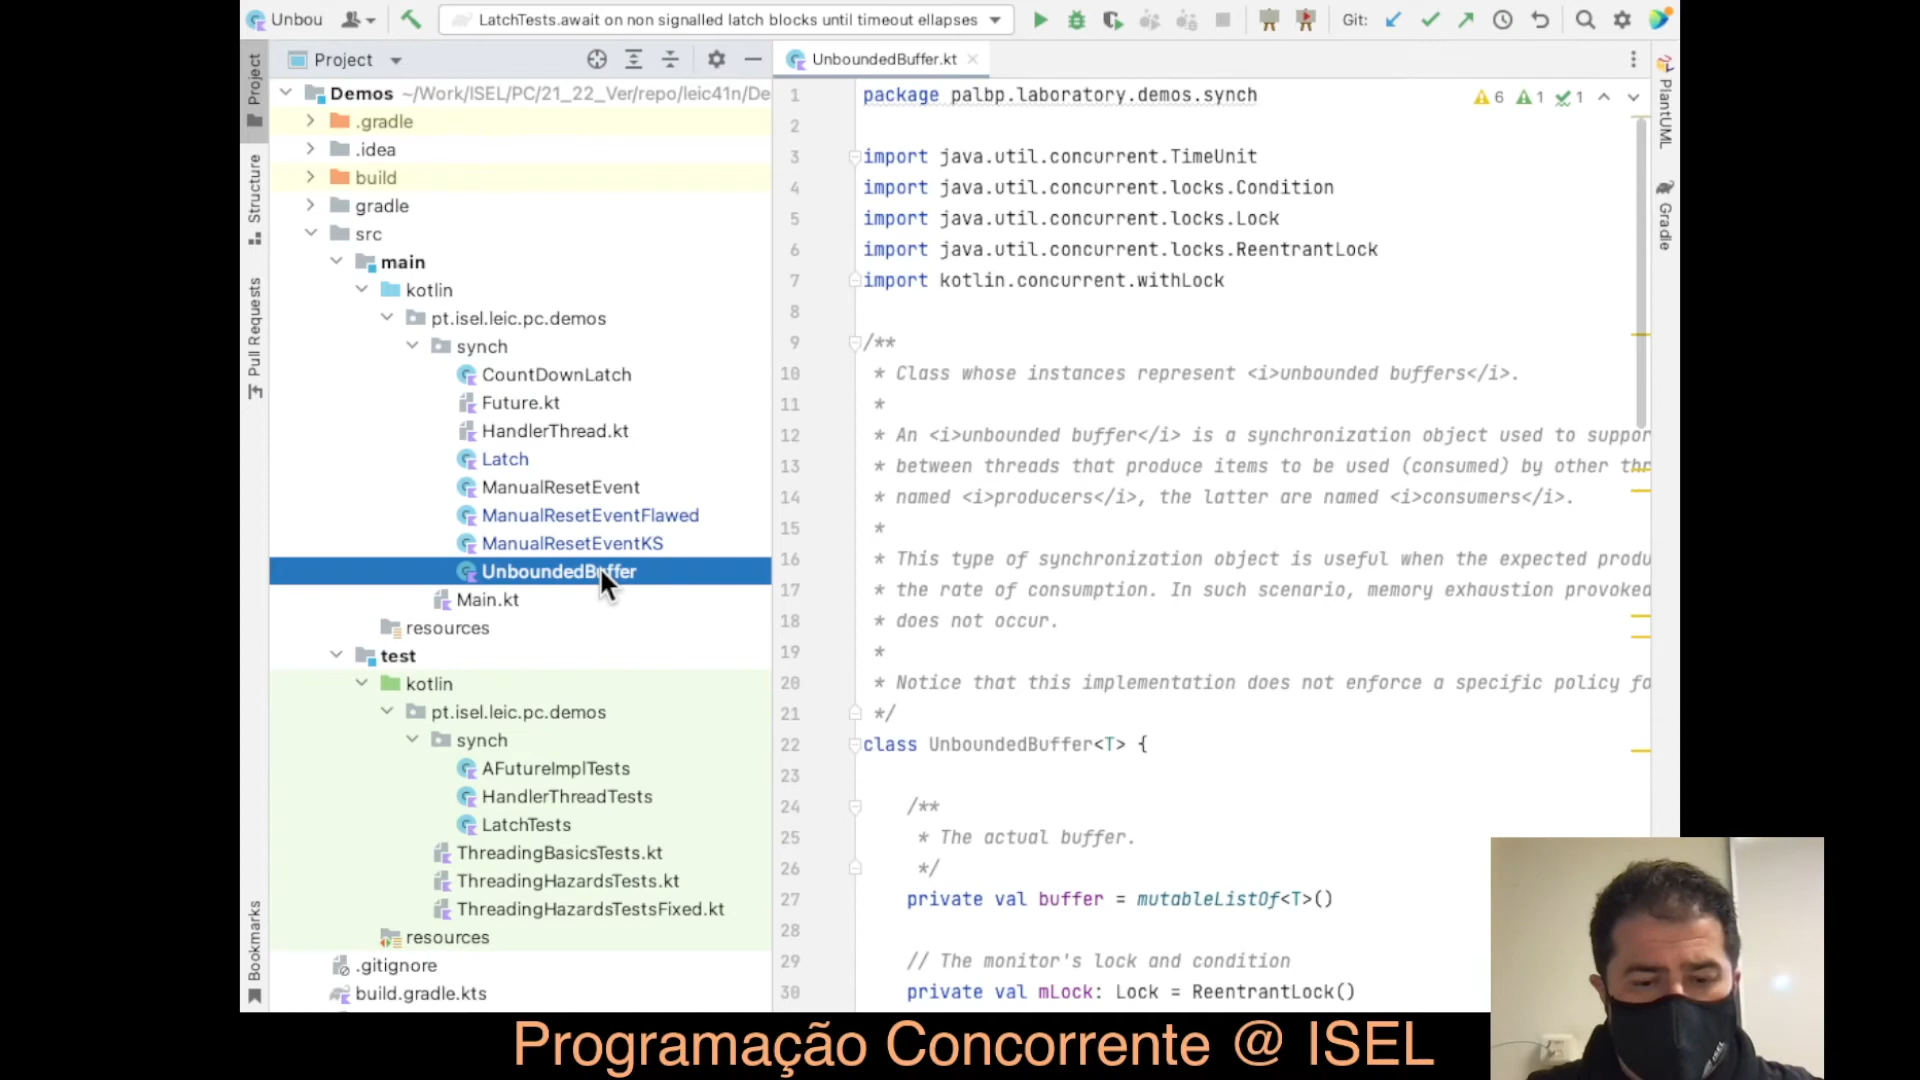 Unbou
LatchTests.await on non signalled latch blocks until timeout ellapses
Git:
Project
UnboundedBuffer.kt
Project
Structure
Pull Requests
Bookmarks
Demos ~/Work/ISEL/PC/21_22_Ver/repo/leic41n/De
.gradle
.idea
build
gradle
src
main
kotlin
pt.isel.leic.pc.demos
synch
CountDownLatch
Future.kt
HandlerThread.kt
Latch
ManualResetEvent
ManualResetEventFlawed
ManualResetEventKS
UnboundedBuffer
Main.kt
resources
test
kotlin
pt.isel.leic.pc.demos
synch
AFutureImplTests
HandlerThreadTests
LatchTests
ThreadingBasicsTests.kt
ThreadingHazardsTests.kt
ThreadingHazardsTestsFixed.kt
resources
.gitignore
build.gradle.kts
6 1 1
1 package palbp.laboratory.demos.synch
2
3 import java.util.concurrent.TimeUnit
4 import java.util.concurrent.locks.Condition
5 import java.util.concurrent.locks.Lock
6 import java.util.concurrent.locks.ReentrantLock
7 import kotlin.concurrent.withLock
8
9 /**
10 * Class whose instances represent <i>unbounded buffers</i>.
11 *
12 * An <i>unbounded buffer</i> is a synchronization object used to suppor
13 * between threads that produce items to be used (consumed) by other thr
14 * named <i>producers</i>, the latter are named <i>consumers</i>.
15 *
16 * This type of synchronization object is useful when the expected produ
17 * the rate of consumption. In such scenario, memory exhaustion provoked
18 * does not occur.
19 *
20 * Notice that this implementation does not enforce a specific policy fo
21 */
22 class UnboundedBuffer<T> {
23
24 /**
25 * The actual buffer.
26 */
27 private val buffer = mutableListOf<T>()
28
29 // The monitor's lock and condition
30 private val mLock: Lock = ReentrantLock()
PlantUML
Gradle
ISEL
Programação Concorrente @ ISEL